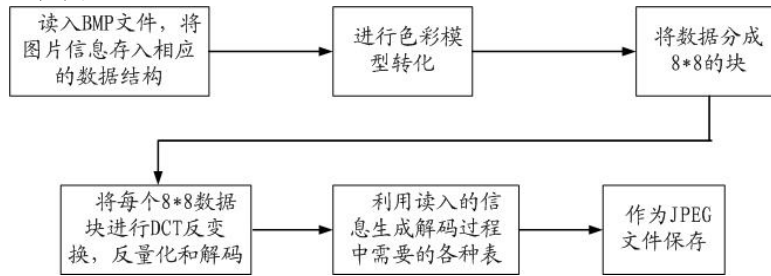 读入BMP文件，将
图片信息存入相应
的数据结构
进行色彩模
型转化
将数据分成
8*8的块
将每个8*8数据
块进行DCT反变
换，反量化和解码
利用读入的信
息生成解码过程
中需要的各种表
作为JPEG
文件保存